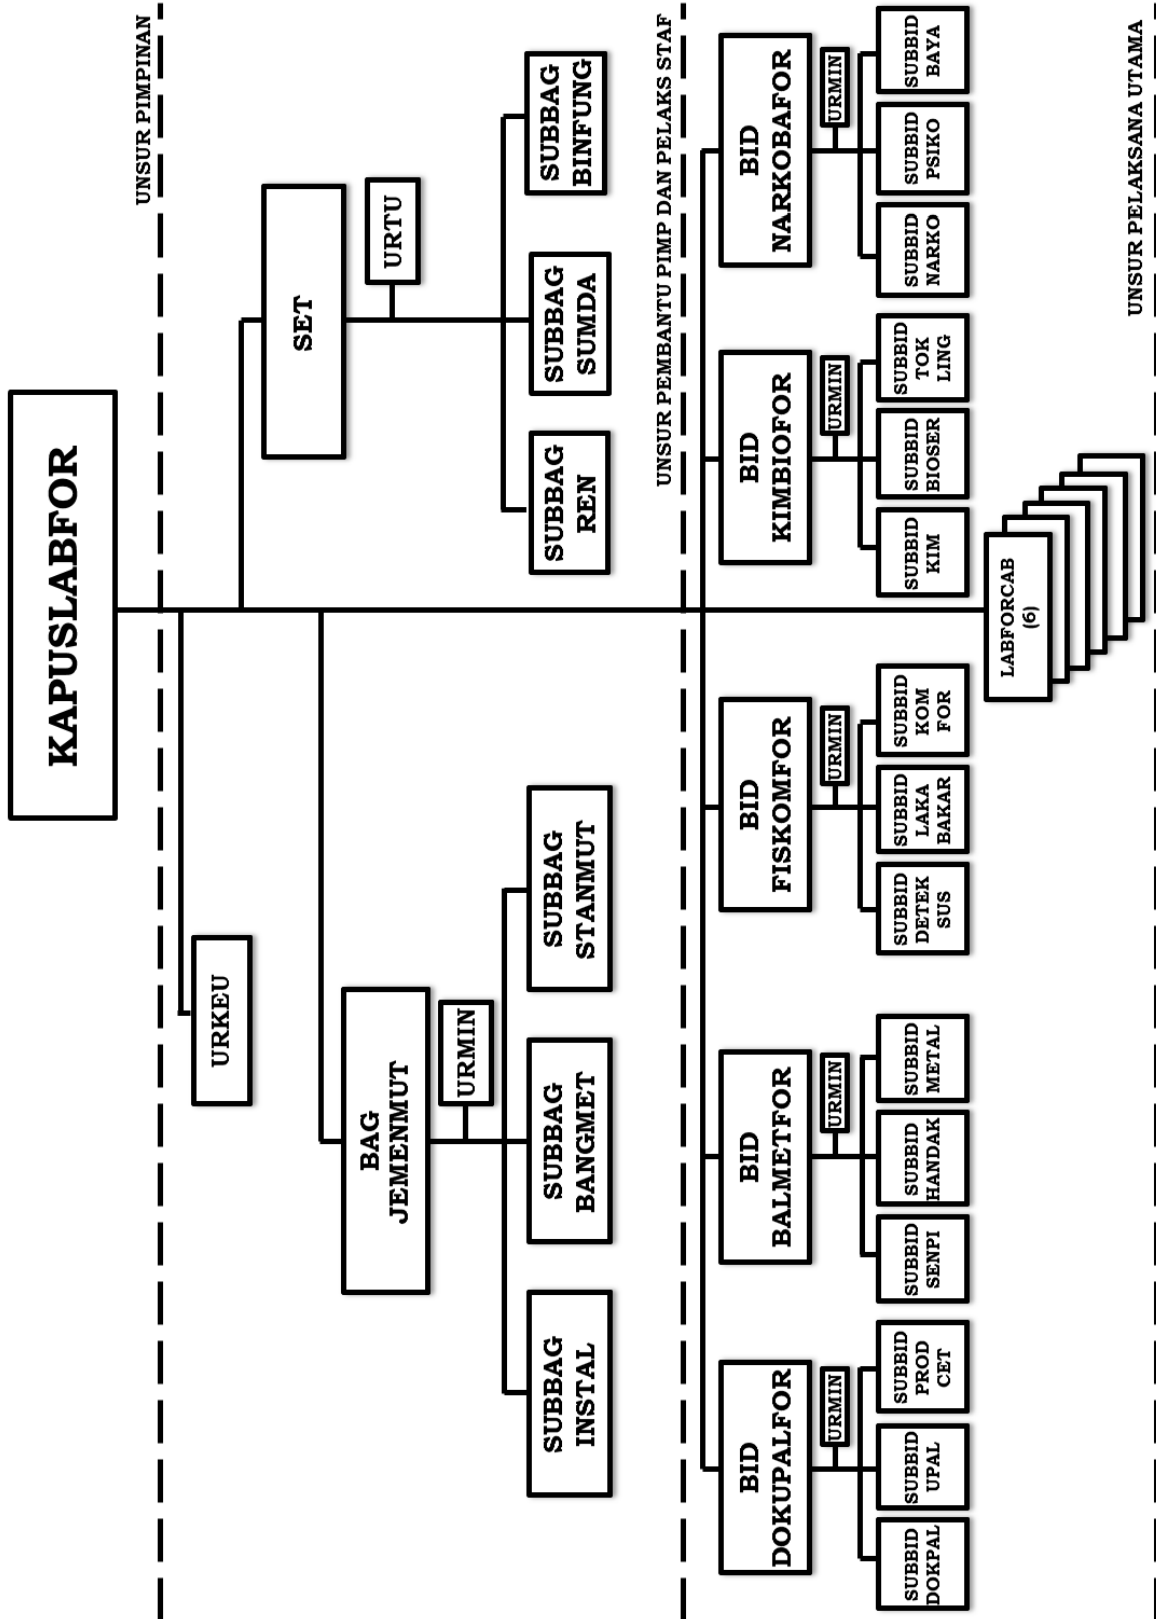 KAPUSLABFOR
UNSUR PIMPINAN
URKEU
SET
URTU
BAG
JEMENMUT
URMIN
SUBBAG
INSTAL
SUBBAG
BANGMET
SUBBAG
STANMUT
SUBBAG
REN
SUBBAG
SUMDA
SUBBAG
BINFUNG
UNSUR PEMBANTU PIMP DAN PELAKS STAF
BID
DOKUPALFOR
BID
BALMETFOR
BID
FISKOMFOR
BID
KIMBIOFOR
BID
NARKOBAFOR
URMIN
URMIN
URMIN
URMIN
URMIN
SUBBID
DOKPAL
SUBBID
UPAL
SUBBID
PROD
CET
SUBBID
SENPI
SUBBID
HANDAK
SUBBID
METAL
SUBBID
DETEK
SUS
SUBBID
LAKA
BAKAR
SUBBID
KOM
FOR
SUBBID
KIM
SUBBID
BIOSER
SUBBID
TOK
LING
SUBBID
NARKO
SUBBID
PSIKO
SUBBID
BAYA
LABFORCAB
(6)
UNSUR PELAKSANA UTAMA